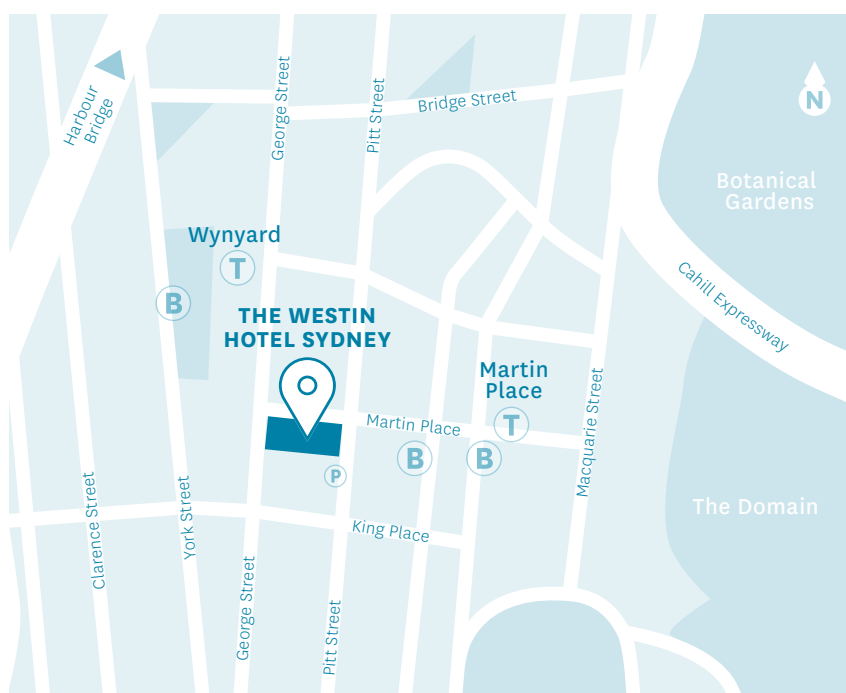 Harbour
Bridge
George Street
Pitt Street
Bridge Street
N
Botanical
Gardens
Wynyard
T
B
Cahill Expressway
THE WESTIN
HOTEL SYDNEY
Martin
Place
T
Martin Place
B
B
Macquarie Street
P
Clarence Street
York Street
King Place
The Domain
George Street
Pitt Street